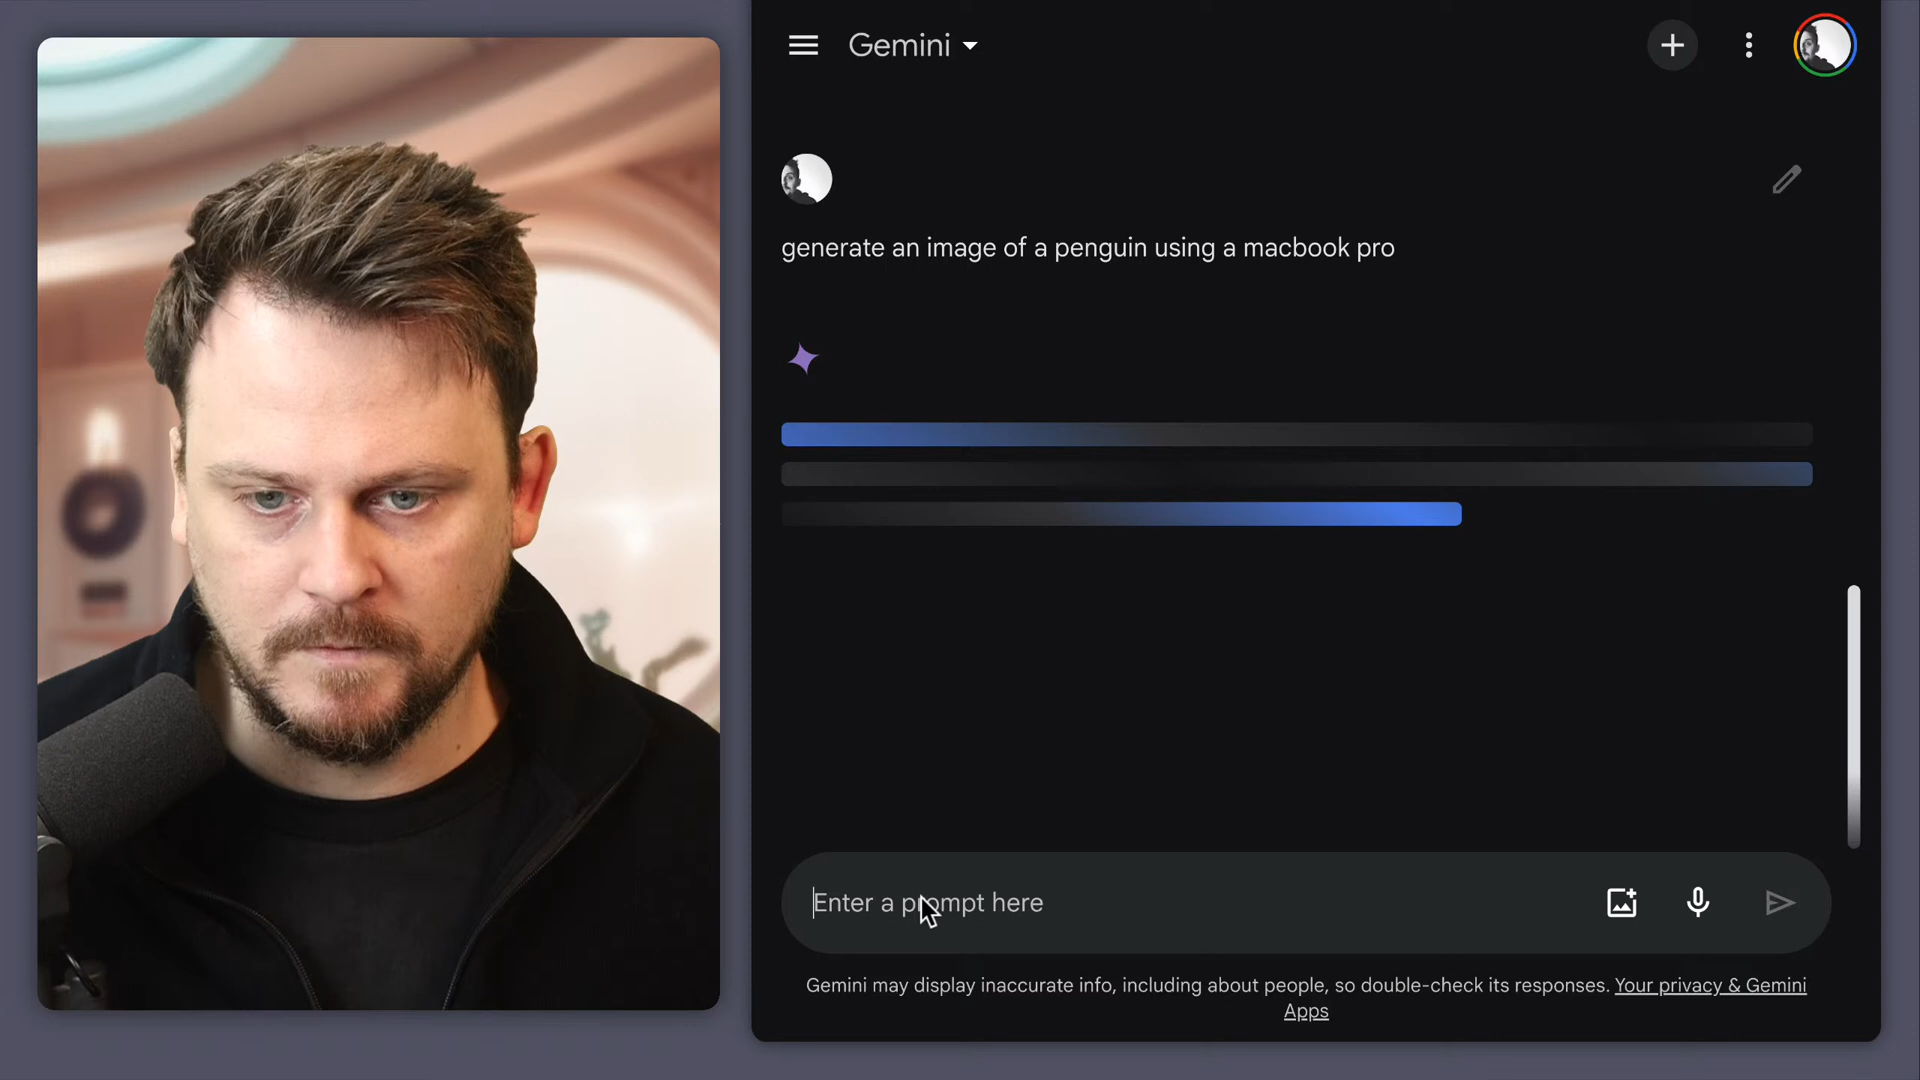 Gemini
generate an image of a penguin using a macbook pro
Enter a prompt here
Gemini may display inaccurate info, including about people, so double-check its responses. Your privacy & Gemini
Apps